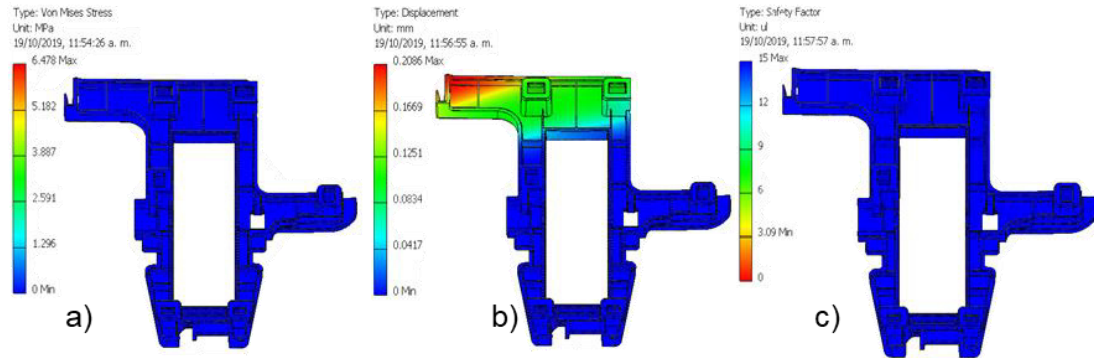 Type: Von Mises Stress
Unit: MPa
19/10/2019, 11:54:26 a. m.
6.478 Max
5.182
3.887
2.591
1.296
0 Min
a)
Type: Displacement
Unit: mm
19/10/2019, 11:56:55 a. m.
0.2086 Max
0.1669
0.1251
0.0834
0.0417
0 Min
b)
Type: Safety Factor
Unit: ul
19/10/2019, 11:57:57 a. m.
15 Max
12
9
6
3.09 Min
0
c)